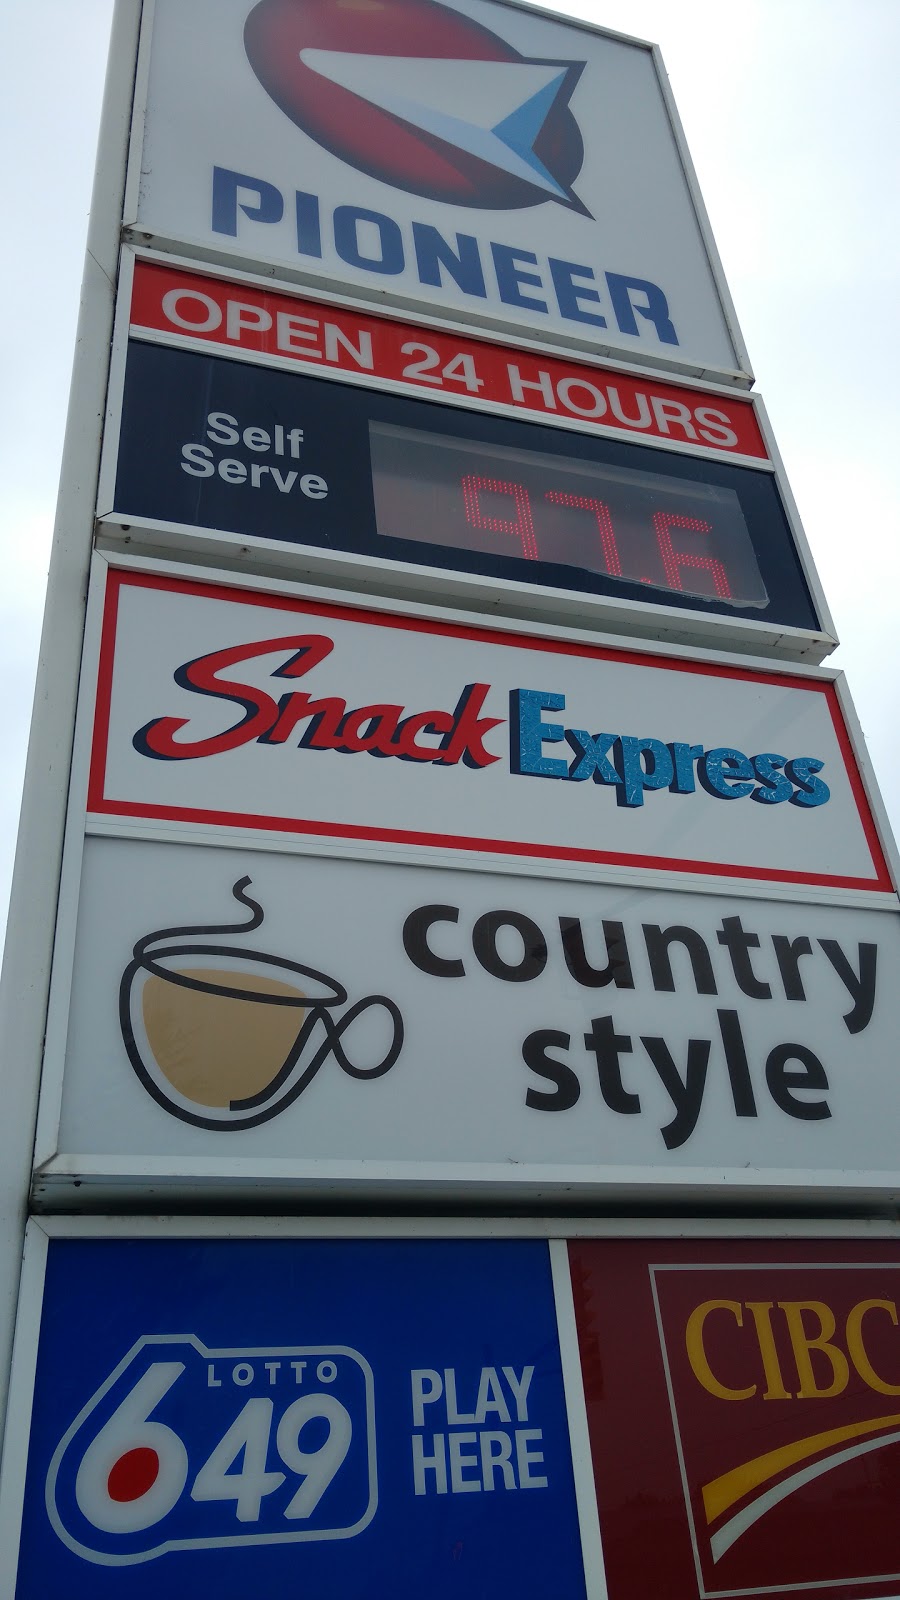 PIONEER
OPEN 24 HOURS
Self
Serve
97.6
Snack Express
country
style
LOTTO
649
PLAY
HERE
CIBC